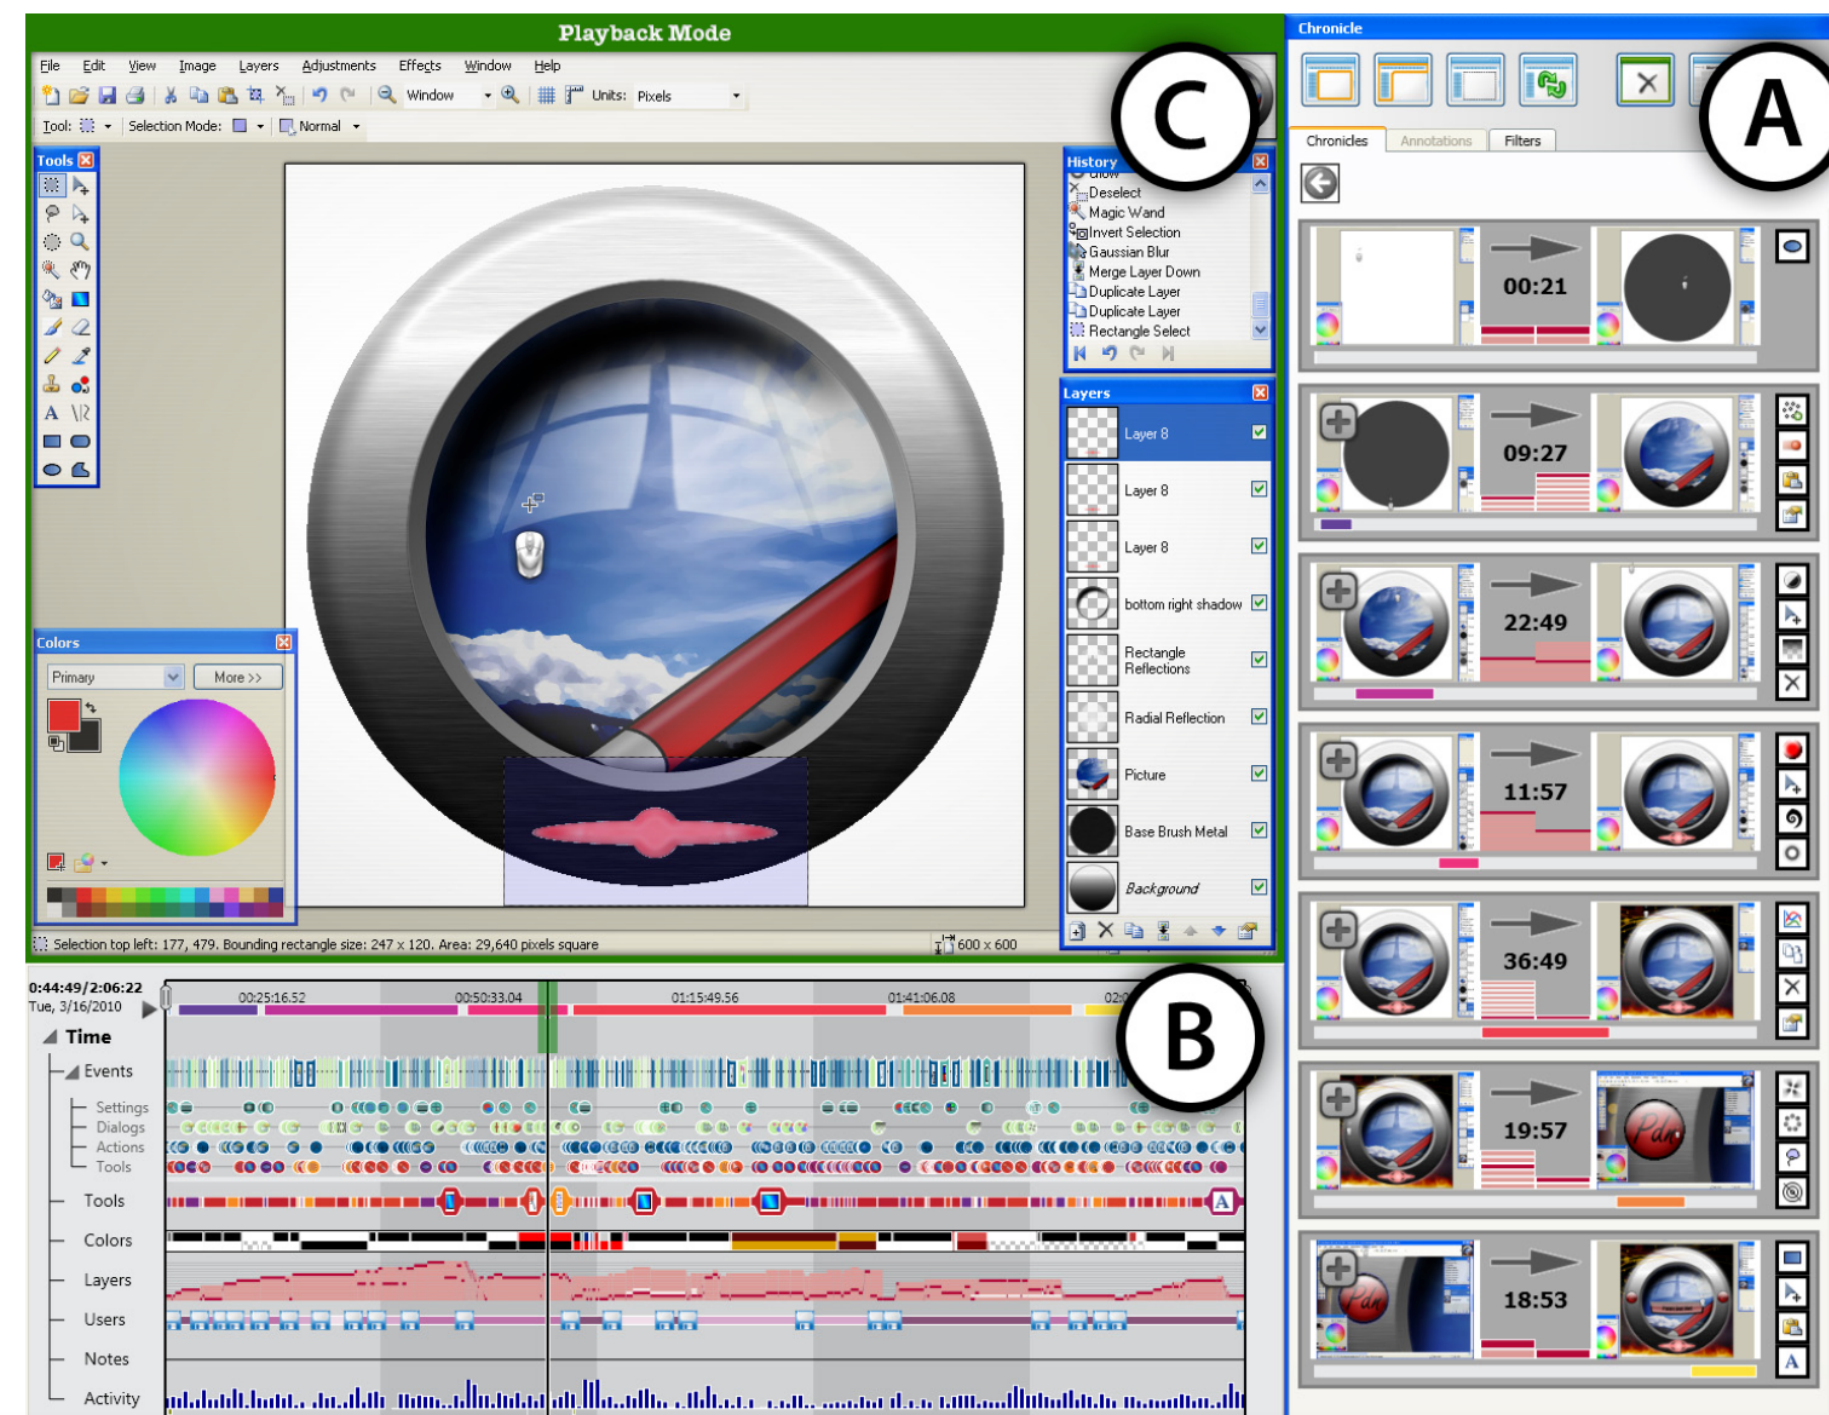 Playback Mode
File Edit View Image Layers Adjustments Effects Window Help
Window Units: Pixels
Tool: Selection Mode: Normal
Tools
Colors
Primary More >>
History
Deselect
Magic Wand
Invert Selection
Gaussian Blur
Merge Layer Down
Duplicate Layer
Duplicate Layer
Rectangle Select
Layers
Layer 8
Layer 8
Layer 8
bottom right shadow
Rectangle
Reflections
Radial Reflection
Picture
Base Brush Metal
Background
Selection top left: 177, 479. Bounding rectangle size: 247 x 120. Area: 29,640 pixels square
600 x 600
C
0:44:49/2:06:22
Tue, 3/16/2010
00:25:16.52 00:50:33.04 01:15:49.56 01:41:06.08
Time
Events
Settings
Dialogs
Actions
Tools
Tools
A
Colors
Layers
Users
Notes
Activity
B
Chronicle
Chronicles Annotations Filters
A
00:21
09:27
22:49
11:57
36:49
19:57
Pdn
18:53
Pdn
A